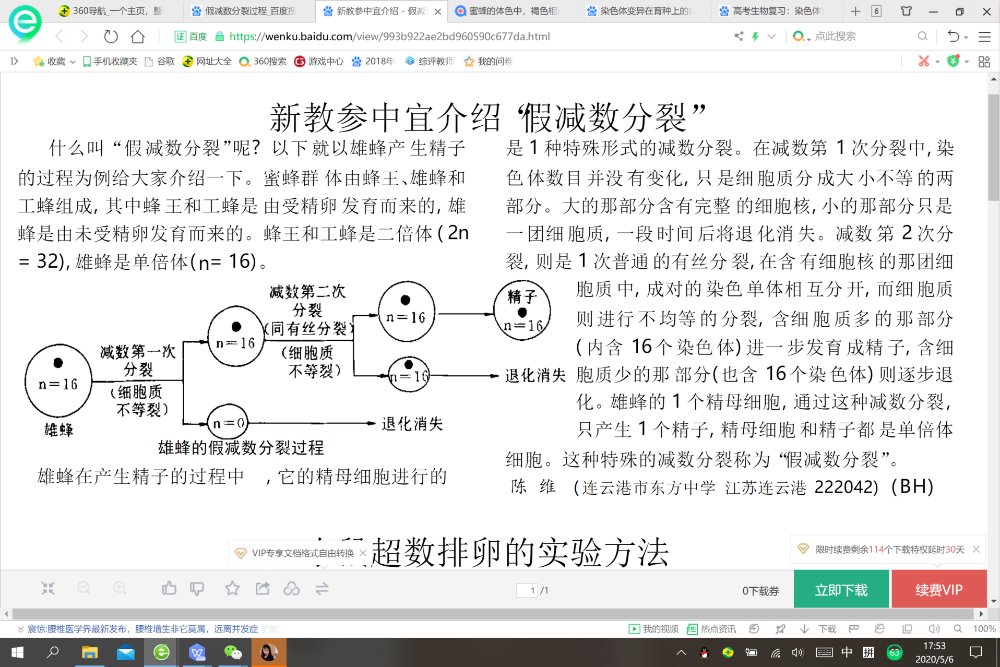 360导航_一个主页，整
假减数分裂过程_百度搜
新教参中宜介绍 - 假减
蜜蜂的体色中，褐色相
染色体变异在育种上的
高考生物复习：染色体
6
证 百度
https://wenku.baidu.com/view/993b922ae2bd960590c677da.html
点此搜索
收藏
手机收藏夹
谷歌
网址大全
360搜索
游戏中心
2018年
综评教师
我的问卷
新教参中宜介绍“假减数分裂”
什么叫“假减数分裂”呢? 以下就以雄蜂产生精子
的过程为例给大家介绍一下。蜜蜂群体由蜂王、雄蜂和
工蜂组成, 其中蜂王和工蜂是由受精卵发育而来的, 雄
蜂是由未受精卵发育而来的。蜂王和工蜂是二倍体 ( 2n
= 32), 雄蜂是单倍体(n= 16) 。
n=16
雄蜂
减数第一次
分裂
(细胞质
不等裂)
n=16
n=0
退化消失
减数第二次
分裂
(同有丝分裂)
(细胞质
不等裂)
n=16
n=16
退化消失
精子
n=16
雄蜂的假减数分裂过程
雄蜂在产生精子的过程中 , 它的精母细胞进行的
是 1 种特殊形式的减数分裂。在减数第 1 次分裂中, 染
色体数目并没有变化, 只是细胞质分成大小不等的两
部分。大的那部分含有完整的细胞核, 小的那部分只是
一团细胞质, 一段时间后将退化消失。减数第 2 次分
裂, 则是 1 次普通的有丝分裂, 在含有细胞核的那团细
胞质中, 成对的染色单体相互分开, 而细胞质
则进行不均等的分裂, 含细胞质多的那部分
( 内含 16个染色体) 进一步发育成精子, 含细
胞质少的那部分( 也含 16个染色体) 则逐步退
化。雄蜂的 1 个精母细胞, 通过这种减数分裂,
只产生 1 个精子, 精母细胞和精子都是单倍体
细胞。这种特殊的减数分裂称为“假减数分裂”。
陈 维 (连云港市东方中学 江苏连云港 222042) (BH)
超数排卵的实验方法
VIP专享文档格式自由转换
限时续费剩余114个下载特权延时30天
1 /1
0下载券
立即下载
续费VIP
震惊:腰椎医学界最新发布，腰椎增生非它莫属，远离并发症
广告
我的视频
热点资讯
下载
100%
中
拼
63
17:53
2020/5/6